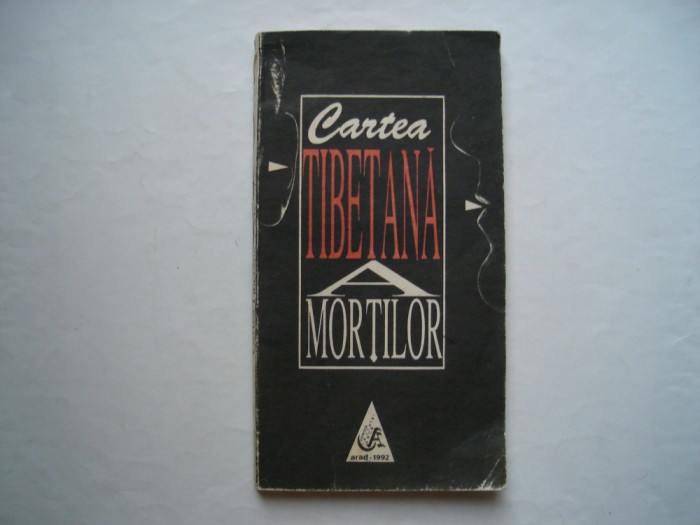 Cartea
TIBETANĂ
A
MORȚILOR
arad-1992